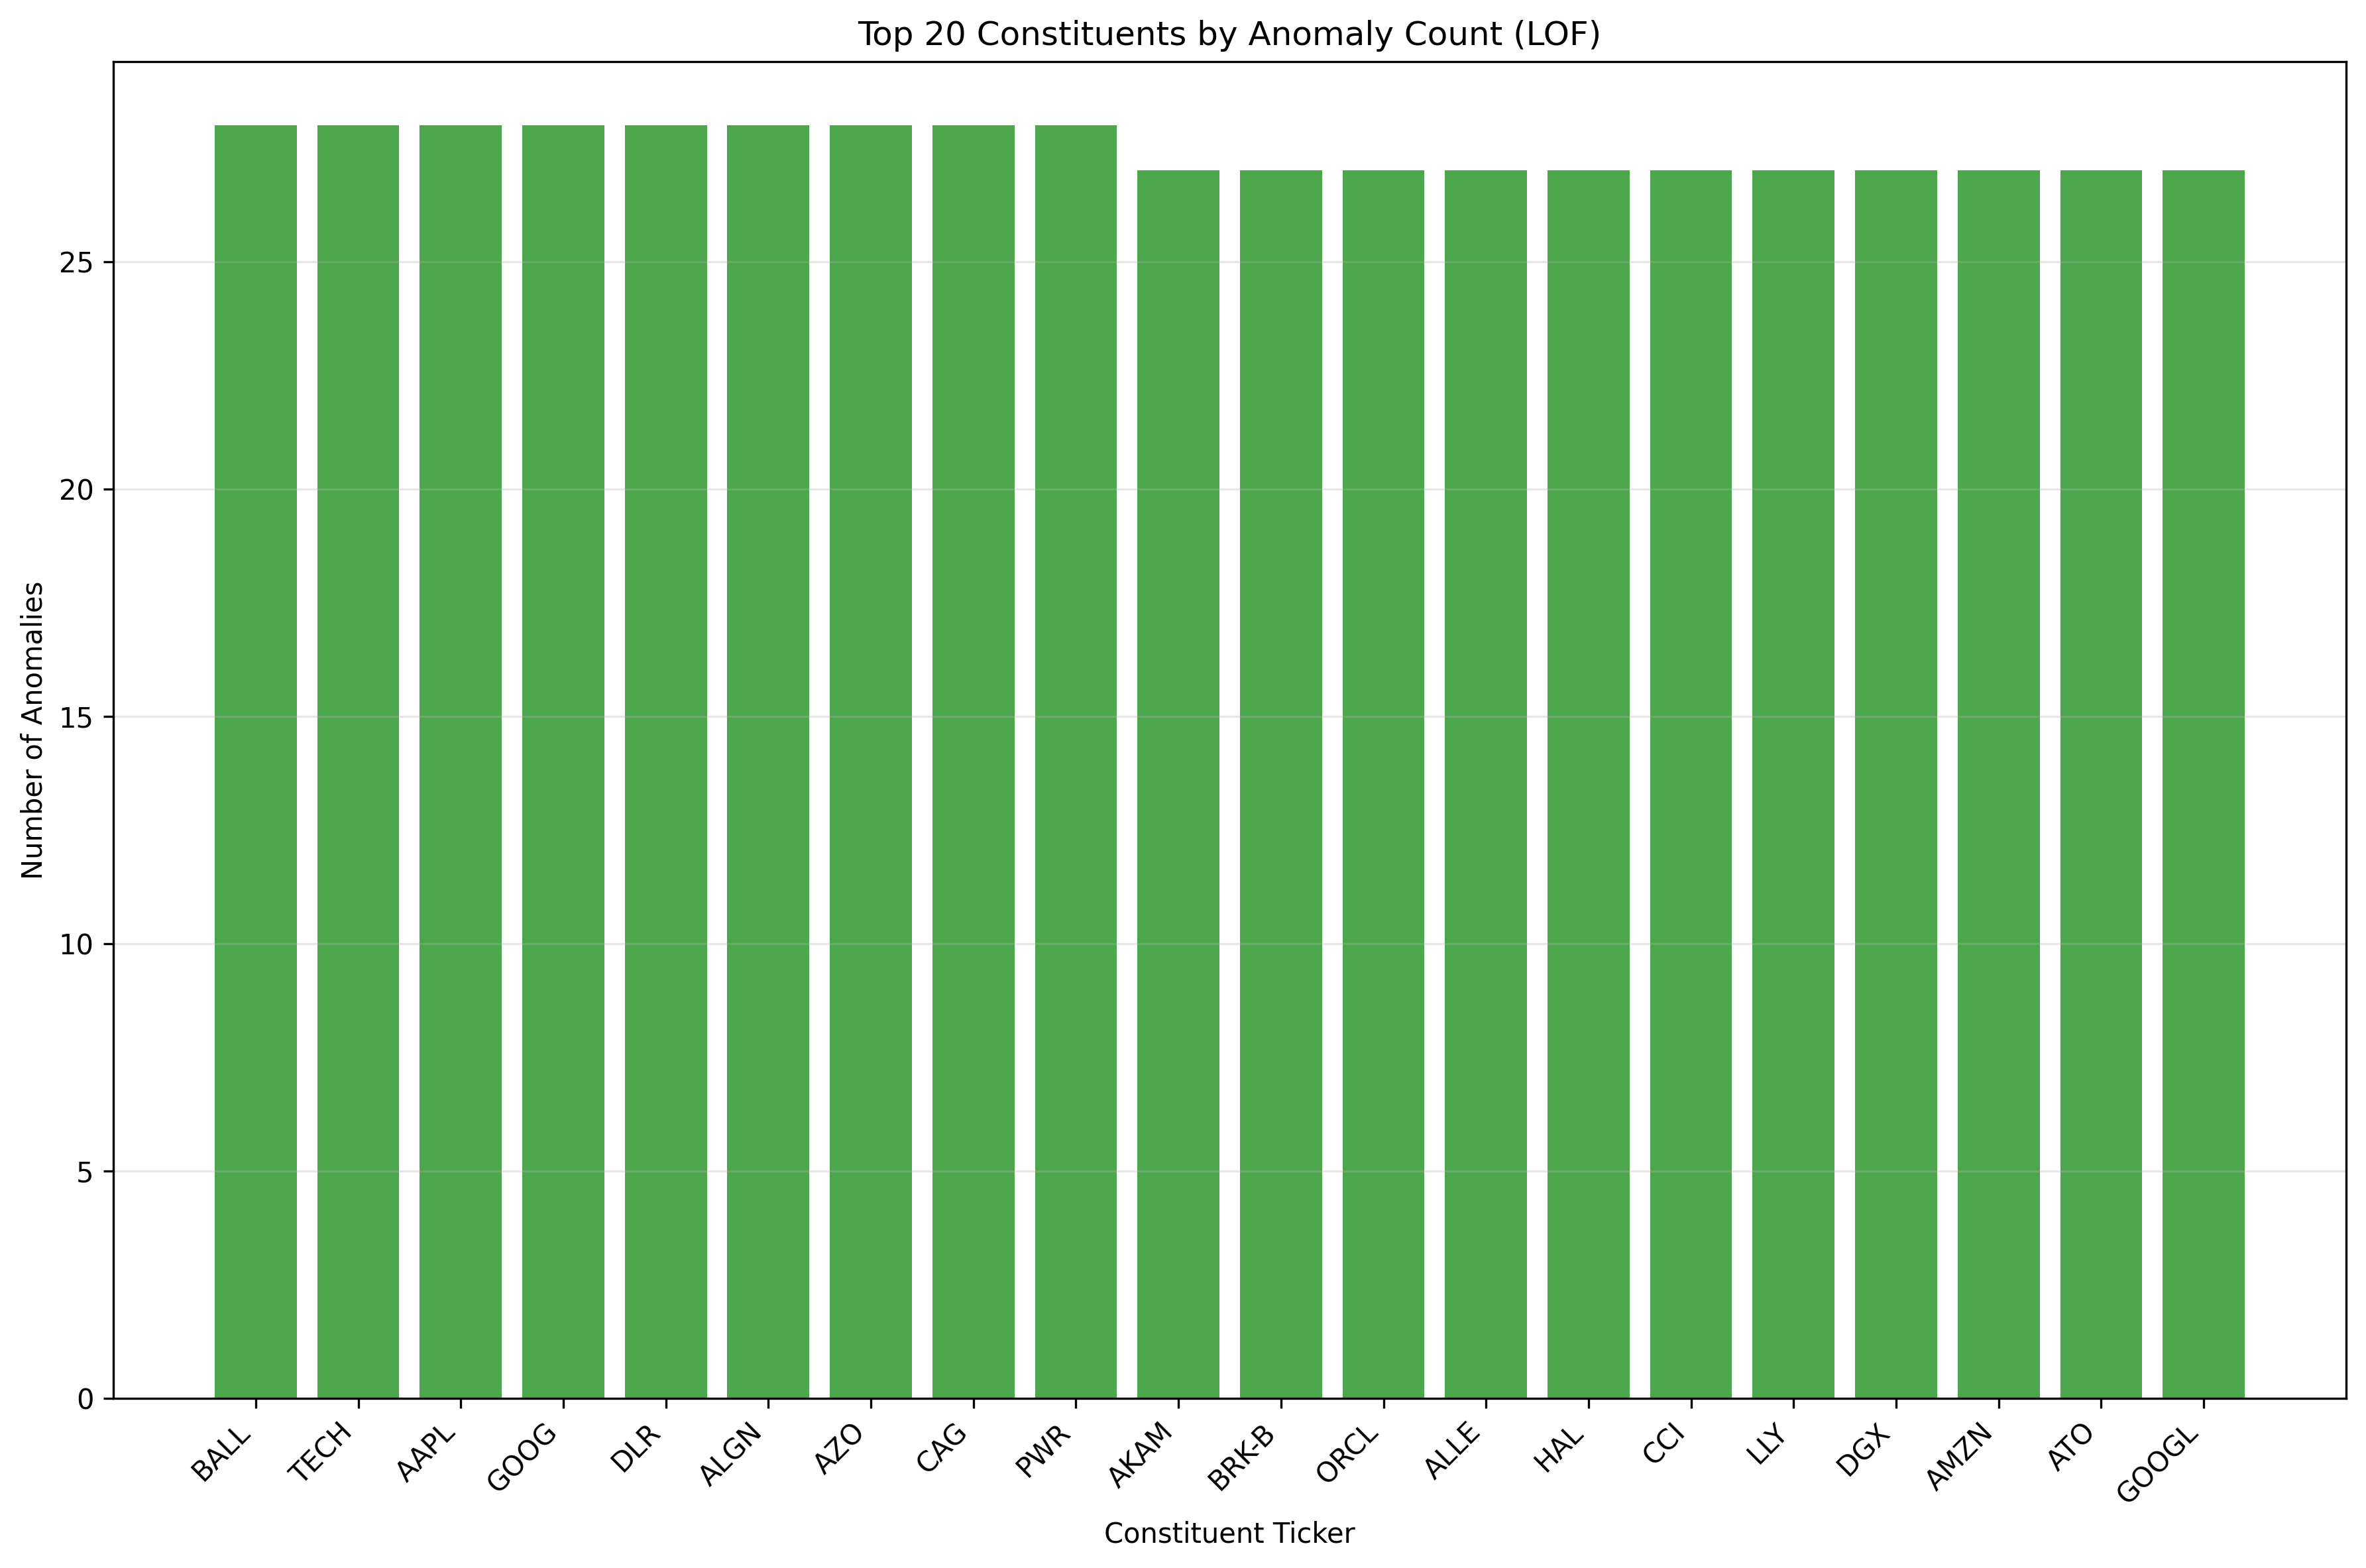 Top 20 Constituents by Anomaly Count (LOF)
Number of Anomalies
25
20
15
10
5
0
BALL
TECH
AAPL
GOOG
DLR
ALGN
AZO
CAG
PWR
AKAM
BRK-B
ORCL
ALLE
HAL
CCI
LLY
DGX
AMZN
ATO
GOOGL
Constituent Ticker